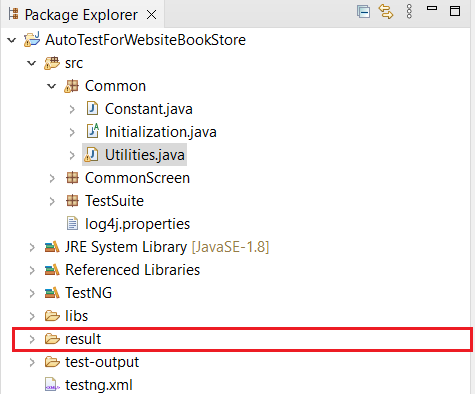 Package Explorer
AutoTestForWebsiteBookStore
src
Common
Constant.java
Initialization.java
Utilities.java
CommonScreen
TestSuite
log4j.properties
JRE System Library [JavaSE-1.8]
Referenced Libraries
TestNG
libs
result
test-output
testng.xml